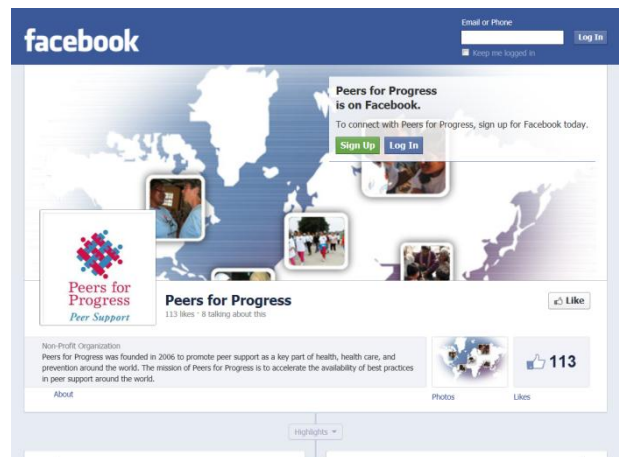 Email or Phone
facebook
Log In
Keep me logged in
Peers for Progress
is on Facebook.
To connect with Peers for Progress, sign up for Facebook today.
Sign Up
Log In
Peers for
Progress
Peer Support
Peers for Progress
113 likes · 8 talking about this
Like
Non-Profit Organization
Peers for Progress was founded in 2006 to promote peer support as a key part of health, health care, and
prevention around the world. The mission of Peers for Progress is to accelerate the availability of best practices
in peer support around the world.
113
About
Photos
Likes
Highlights